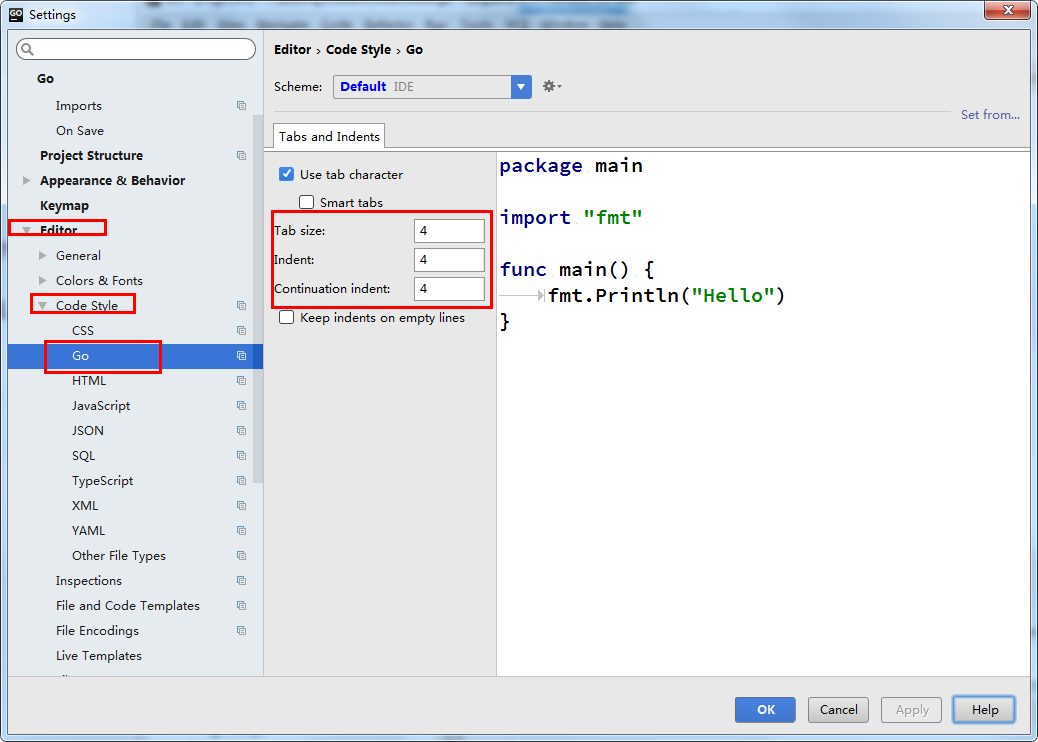 GO Settings
Go
Imports
On Save
Project Structure
Appearance & Behavior
Keymap
Editor
General
Colors & Fonts
Code Style
CSS
Go
HTML
JavaScript
JSON
SQL
TypeScript
XML
YAML
Other File Types
Inspections
File and Code Templates
File Encodings
Live Templates
Editor › Code Style › Go
Scheme: Default IDE
Set from...
Tabs and Indents
Use tab character
Smart tabs
Tab size: 4
Indent: 4
Continuation indent: 4
Keep indents on empty lines
package main
import "fmt"
func main() {
fmt.Println("Hello")
}
OK Cancel Apply Help